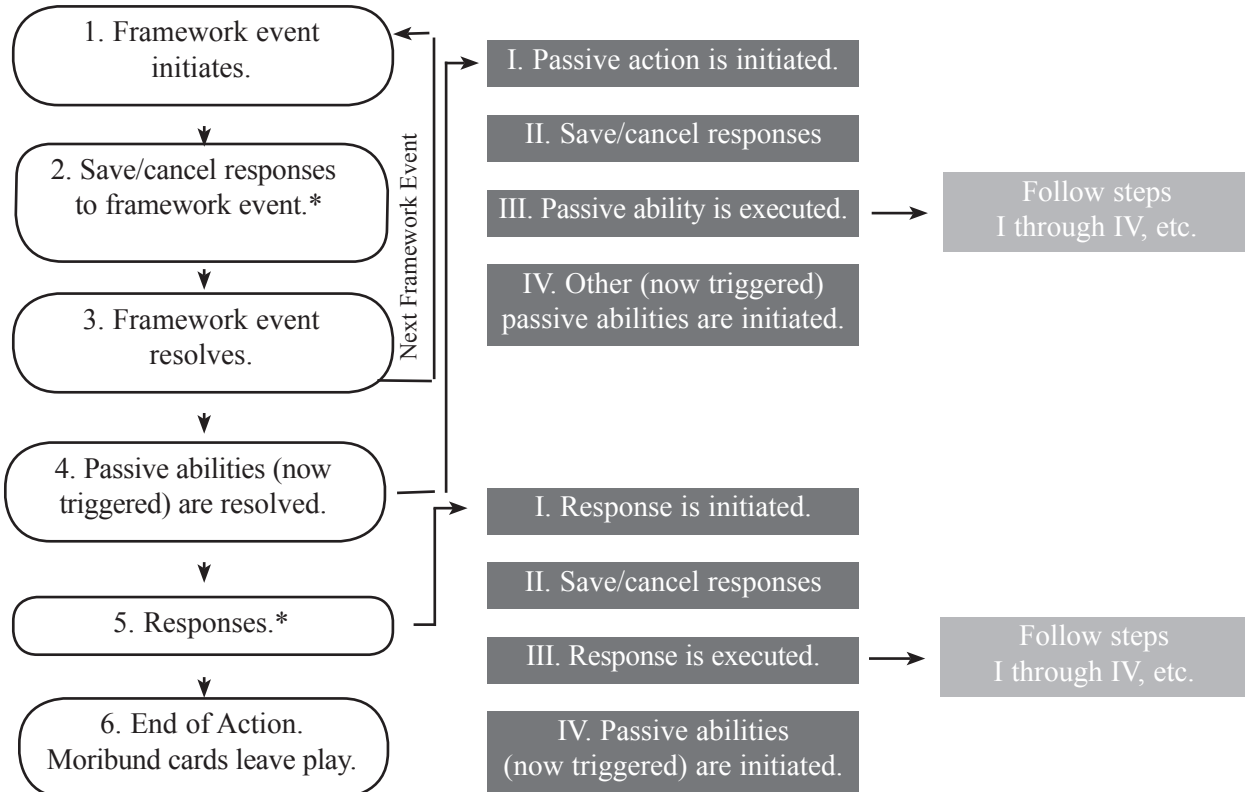 1. Framework event
initiates.
2. Save/cancel responses
to framework event.*
3. Framework event
resolves.
4. Passive abilities (now
triggered) are resolved.
5. Responses.*
6. End of Action.
Moribund cards leave play.
Next Framework Event
I. Passive action is initiated.
II. Save/cancel responses
III. Passive ability is executed.
IV. Other (now triggered)
passive abilities are initiated.
Follow steps
I through IV, etc.
I. Response is initiated.
II. Save/cancel responses
III. Response is executed.
IV. Passive abilities
(now triggered) are initiated.
Follow steps
I through IV, etc.